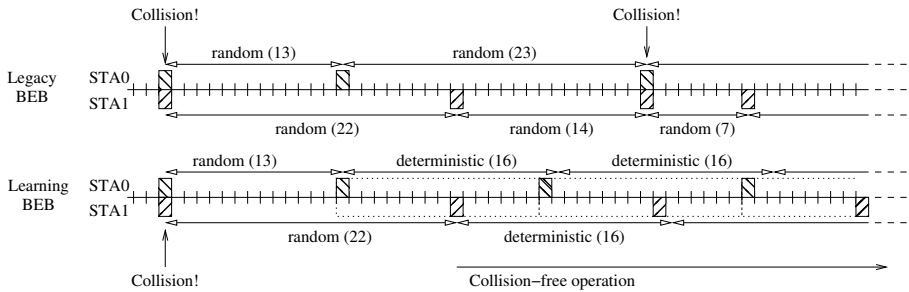 Collision!
Collision!
random (13)
random (23)
Legacy
BEB
STA0
STA1
random (22)
random (14)
random (7)
random (13)
deterministic (16)
deterministic (16)
Learning
BEB
STA0
STA1
random (22)
deterministic (16)
Collision!
Collision−free operation